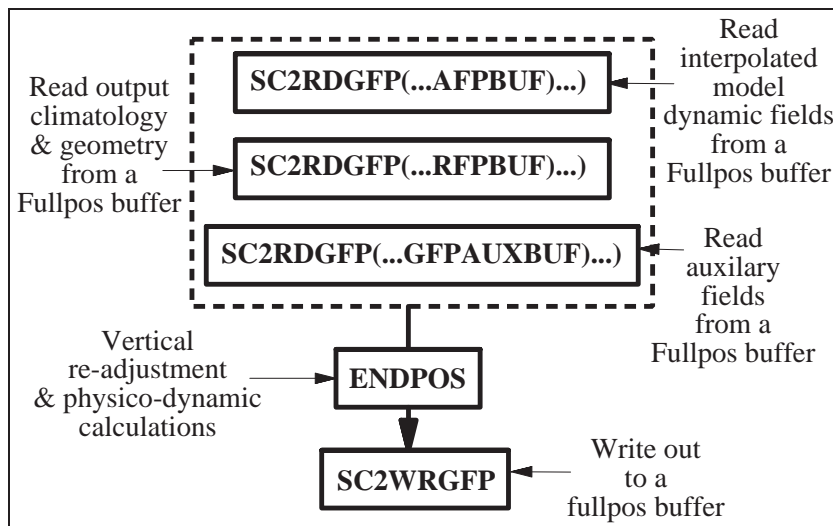 Read output
climatology
& geometry
from a
Fullpos buffer
SC2RDGFP(...AFPBUF)...)
SC2RDGFP(...RFPBUF)...)
SC2RDGFP(...GFPAUXBUF)...)
Read
interpolated
model
dynamic fields
from a
Fullpos buffer
Read
auxilary
fields
from a
Fullpos buffer
Vertical
re-adjustment
& physico-dynamic
calculations
ENDPOS
SC2WRGFP
Write out
to a
fullpos buffer